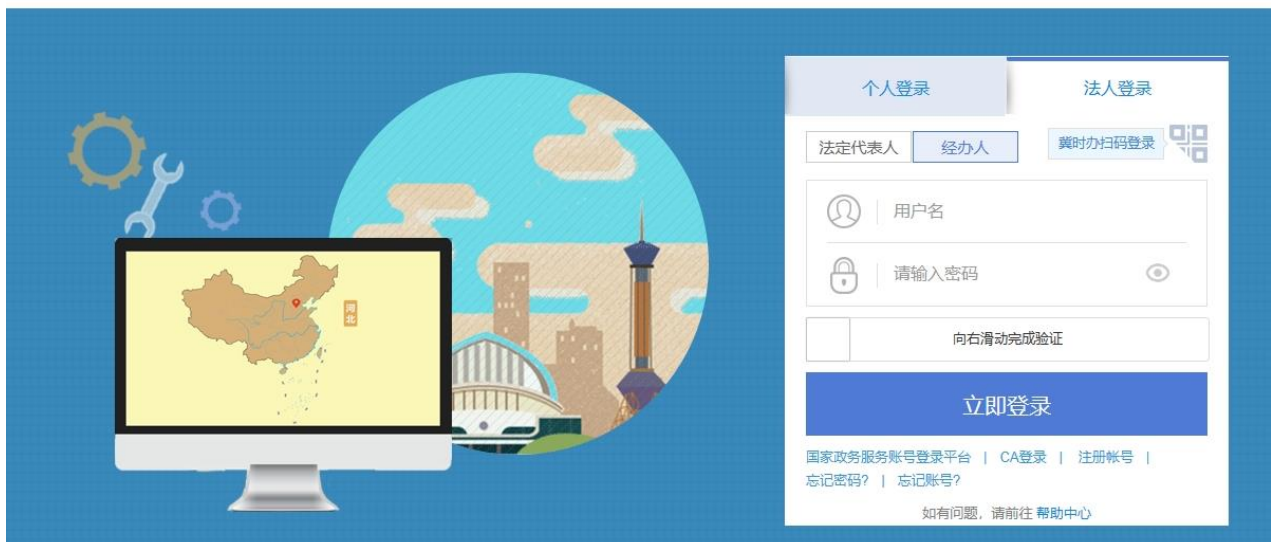 个人登录
法人登录
法定代表人
经办人
冀时办扫码登录
用户名
请输入密码
向右滑动完成验证
立即登录
国家政务服务账号登录平台 | CA登录 | 注册帐号 |
忘记密码? | 忘记账号?
如有问题，请前往 帮助中心
河北